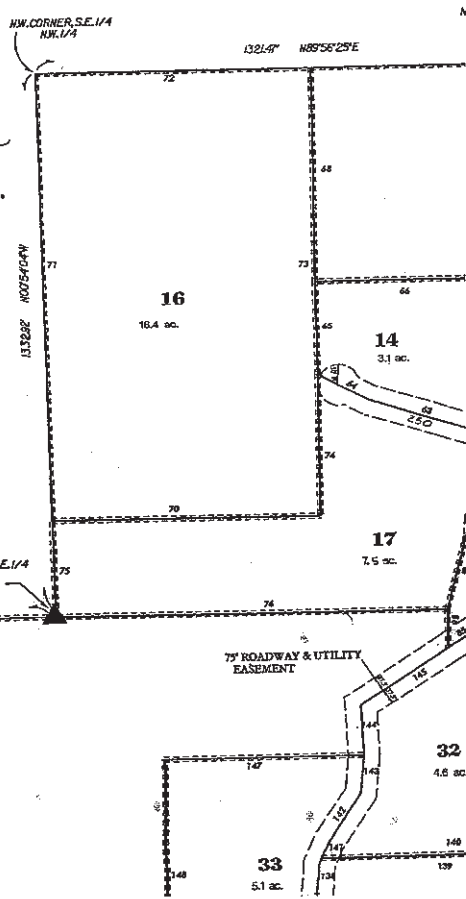 N.W. CORNER, S.E.1/4
N.W.1/4
1321.47' N89°56'25"E
72
68
71
73
1332.92' N00°54'04"W
66
16
16.4 ac.
65
14
3.1 ac.
64
63
250
74
70
17
7.5 ac.
E.1/4
75
76
75' ROADWAY & UTILITY
EASEMENT
145
144
32
4.6 ac.
147
143
142
141
140
139
33
5.1 ac.
148
138